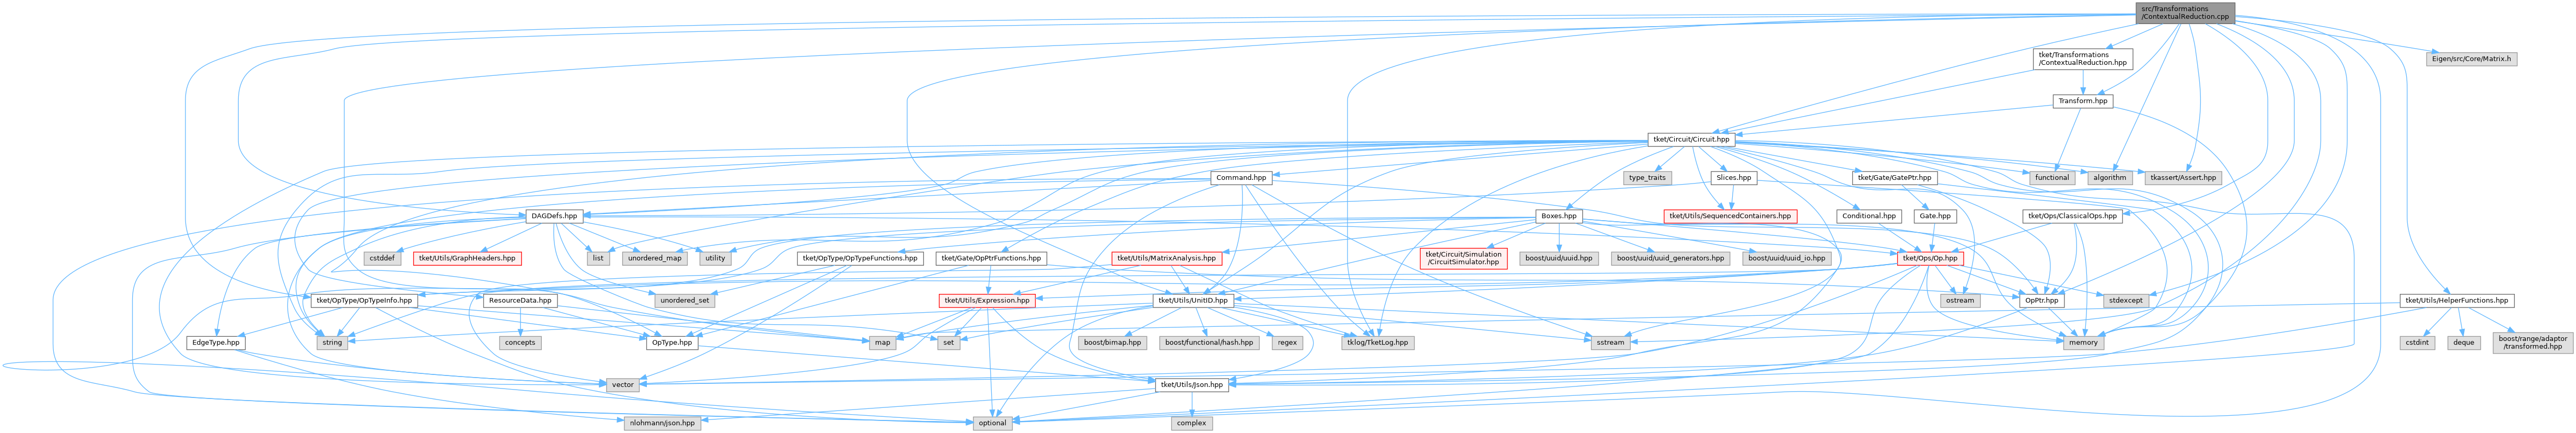 src/Transformations
/ContextualReduction.cpp
tket/Transformations
/ContextualReduction.hpp
Eigen/src/Core/Matrix.h
Transform.hpp
tket/Circuit/Circuit.hpp
Command.hpp
type_traits
Slices.hpp
tket/Gate/GatePtr.hpp
functional
algorithm
tkassert/Assert.hpp
DAGDefs.hpp
Boxes.hpp
tket/Utils/SequencedContainers.hpp
Conditional.hpp
Gate.hpp
tket/Ops/ClassicalOps.hpp
cstddef
tket/Utils/GraphHeaders.hpp
list
unordered_map
utility
tket/OpType/OpTypeFunctions.hpp
tket/Gate/OpPtrFunctions.hpp
tket/Utils/MatrixAnalysis.hpp
tket/Circuit/Simulation
/CircuitSimulator.hpp
boost/uuid/uuid.hpp
boost/uuid/uuid_generators.hpp
boost/uuid/uuid_io.hpp
tket/Ops/Op.hpp
tket/OpType/OpTypeInfo.hpp
ResourceData.hpp
unordered_set
tket/Utils/Expression.hpp
tket/Utils/UnitID.hpp
ostream
OpPtr.hpp
stdexcept
tket/Utils/HelperFunctions.hpp
EdgeType.hpp
string
concepts
OpType.hpp
map
set
boost/bimap.hpp
boost/functional/hash.hpp
regex
tklog/TketLog.hpp
sstream
memory
cstdint
deque
boost/range/adaptor
/transformed.hpp
vector
tket/Utils/Json.hpp
nlohmann/json.hpp
optional
complex